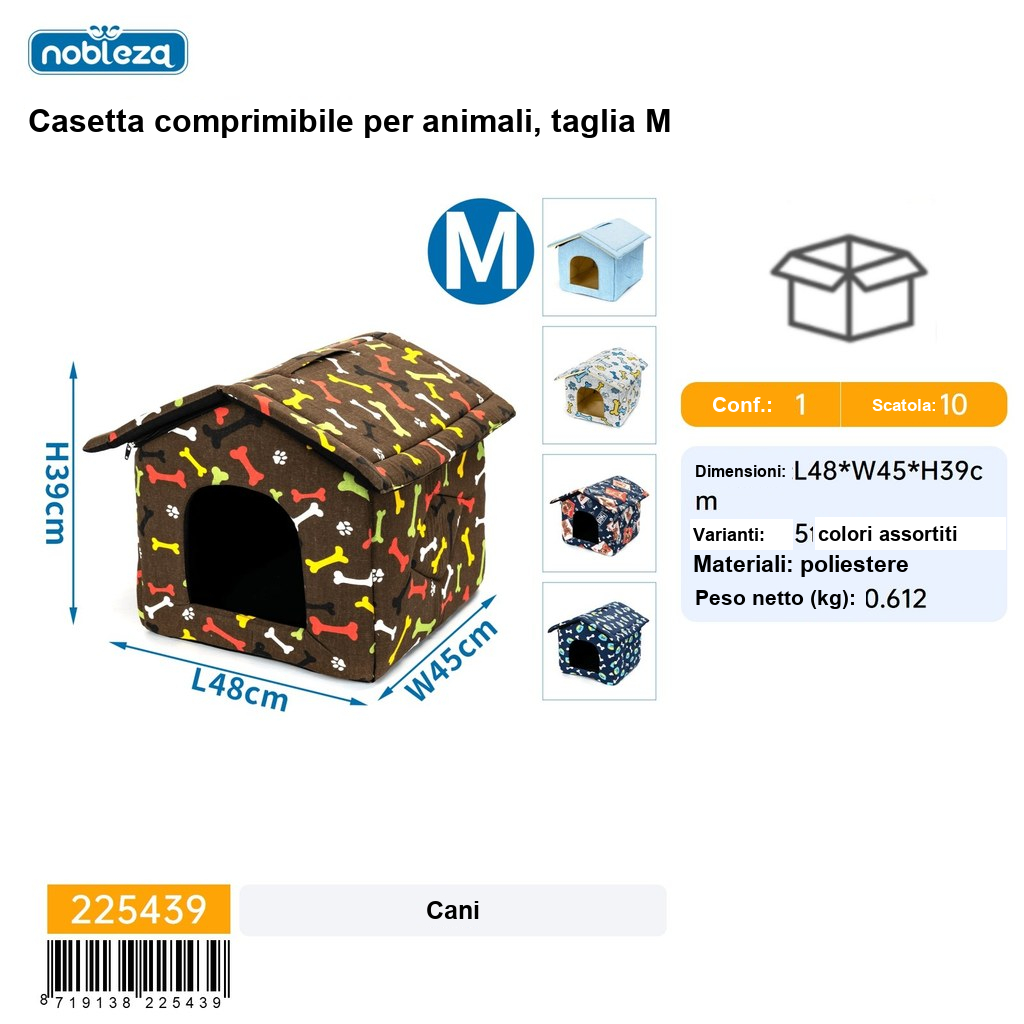 nobleza
Casetta comprimibile per animali, taglia M
M
H39cm
L48cm
W45cm
Conf.: 1
Scatola: 10
Dimensioni: L48*W45*H39c
m
Varianti: 5 colori assortiti
Materiali: poliestere
Peso netto (kg): 0.612
225439
Cani
8 719138 225439